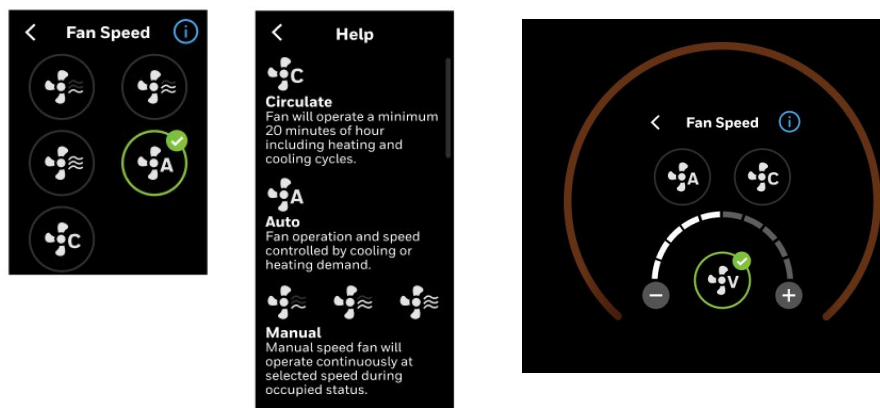 Fan Speed
A
C
Help
C
Circulate
Fan will operate a minimum
20 minutes of hour
including heating and
cooling cycles.
A
Auto
Fan operation and speed
controlled by cooling or
heating demand.
Manual
Manual speed fan will
operate continuously at
selected speed during
occupied status.
Fan Speed
A
C
V